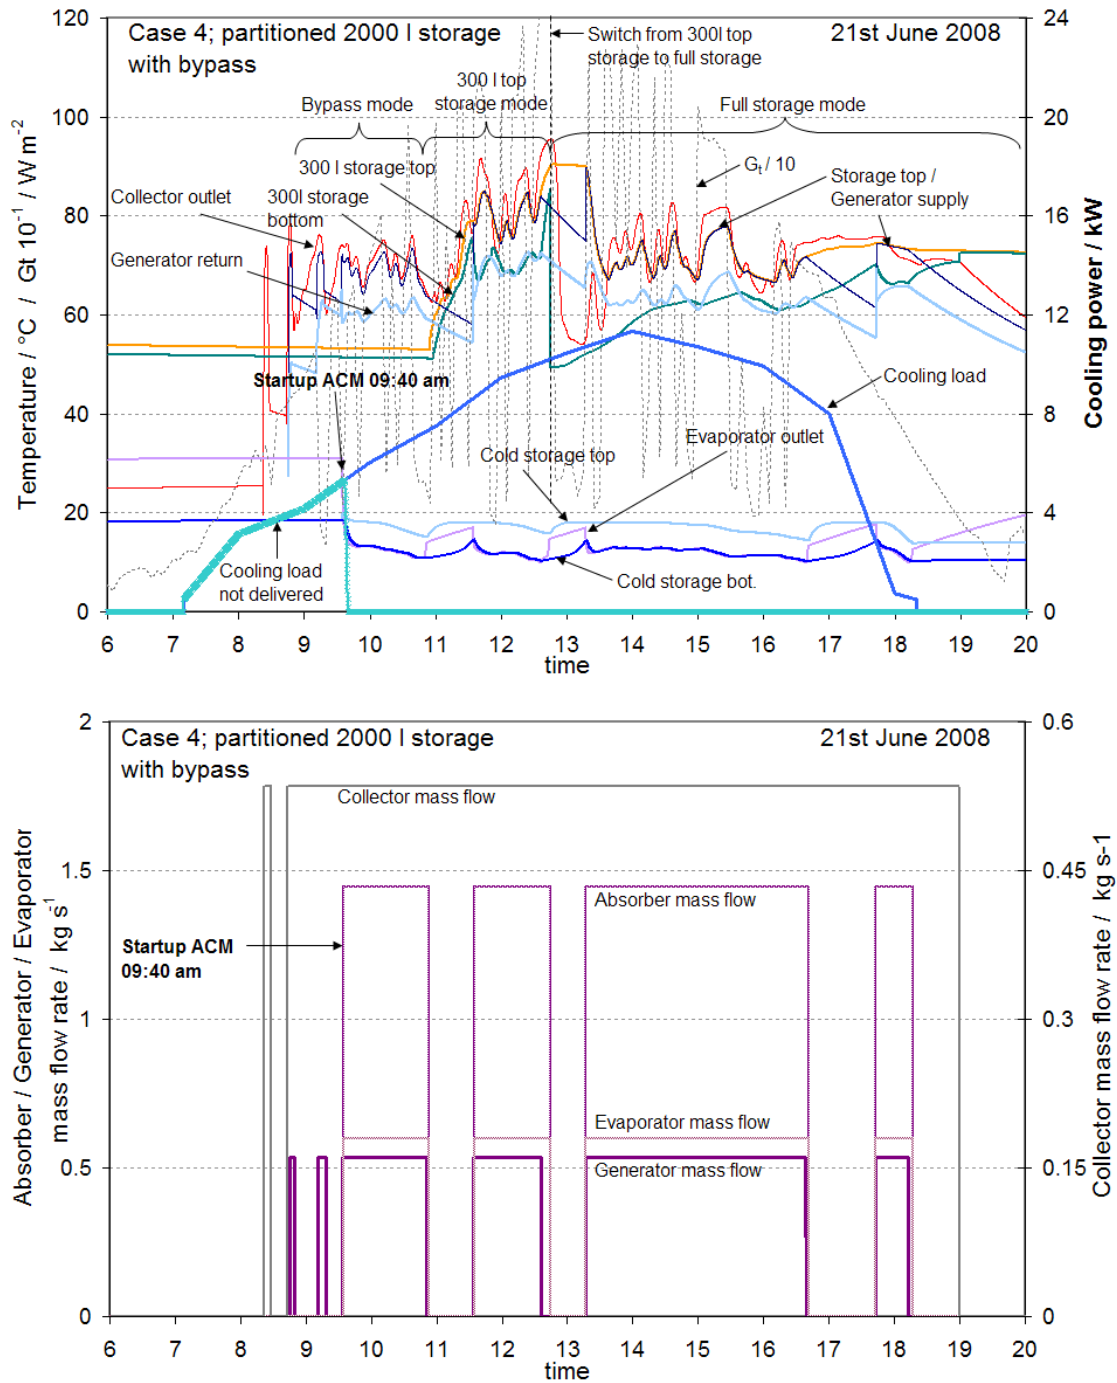 Case 4; partitioned 2000 l storage
with bypass
21st June 2008
Switch from 300l top
storage to full storage
300 l top
storage mode
Bypass mode
Full storage mode
300 l storage top
Gt / 10
Collector outlet
300l storage
bottom
Storage top /
Generator supply
Generator return
Startup ACM 09:40 am
Cooling load
Evaporator outlet
Cold storage top
Cooling load
not delivered
Cold storage bot.
120
100
80
60
40
20
0
24
20
16
12
8
4
0
Temperature / °C / Gt 10-1 / W m-2
Cooling power / kW
6 7 8 9 10 11 12 13 14 15 16 17 18 19 20
time
Case 4; partitioned 2000 l storage
with bypass
21st June 2008
Collector mass flow
Absorber mass flow
Startup ACM
09:40 am
Evaporator mass flow
Generator mass flow
2
1.5
1
0.5
0
0.6
0.45
0.3
0.15
0
Absorber / Generator / Evaporator
mass flow rate / kg s-1
Collector mass flow rate / kg s-1
6 7 8 9 10 11 12 13 14 15 16 17 18 19 20
time